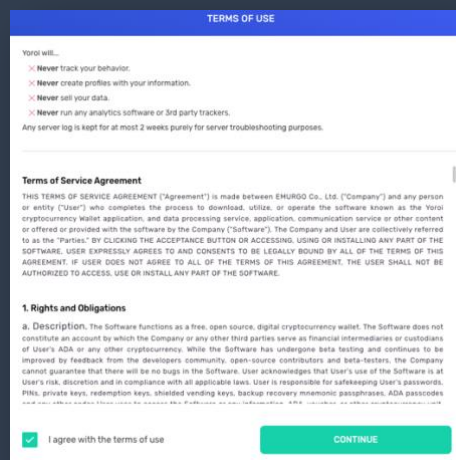 TERMS OF USE
Yoroi will...
Never track your behavior.
Never create profiles with your information.
Never sell your data.
Never run any analytics software or 3rd party trackers.
Any server log is kept for at most 2 weeks purely for server troubleshooting purposes.
Terms of Service Agreement
THIS TERMS OF SERVICE AGREEMENT ("Agreement") is made between EMURGO Co., Ltd. ("Company") and any person
or entity ("User") who completes the process to download, utilize, or operate the software known as the Yoroi
cryptocurrency Wallet application, and data processing service, application, communication service or other content
or offered or provided with the software by the Company ("Software"). The Company and User are collectively referred
to as the "Parties." BY CLICKING THE ACCEPTANCE BUTTON OR ACCESSING, USING OR INSTALLING ANY PART OF THE
SOFTWARE, USER EXPRESSLY AGREES TO AND CONSENTS TO BE LEGALLY BOUND BY ALL OF THE TERMS OF THIS
AGREEMENT. IF USER DOES NOT AGREE TO ALL OF THE TERMS OF THIS AGREEMENT, THE USER SHALL NOT BE
AUTHORIZED TO ACCESS, USE OR INSTALL ANY PART OF THE SOFTWARE.
1. Rights and Obligations
a. Description. The Software functions as a free, open source, digital cryptocurrency wallet. The Software does not
constitute an account by which the Company or any other third parties serve as financial intermediaries or custodians
of User's ADA or any other cryptocurrency. While the Software has undergone beta testing and continues to be
improved by feedback from the developers community, open-source contributors and beta-testers, the Company
cannot guarantee that there will be no bugs in the Software. User acknowledges that User's use of the Software is at
User's risk, discretion and in compliance with all applicable laws. User is responsible for safekeeping User's passwords,
PINs, private keys, redemption keys, shielded vending keys, backup recovery mnemonic passphrases, ADA passcodes
I agree with the terms of use
CONTINUE